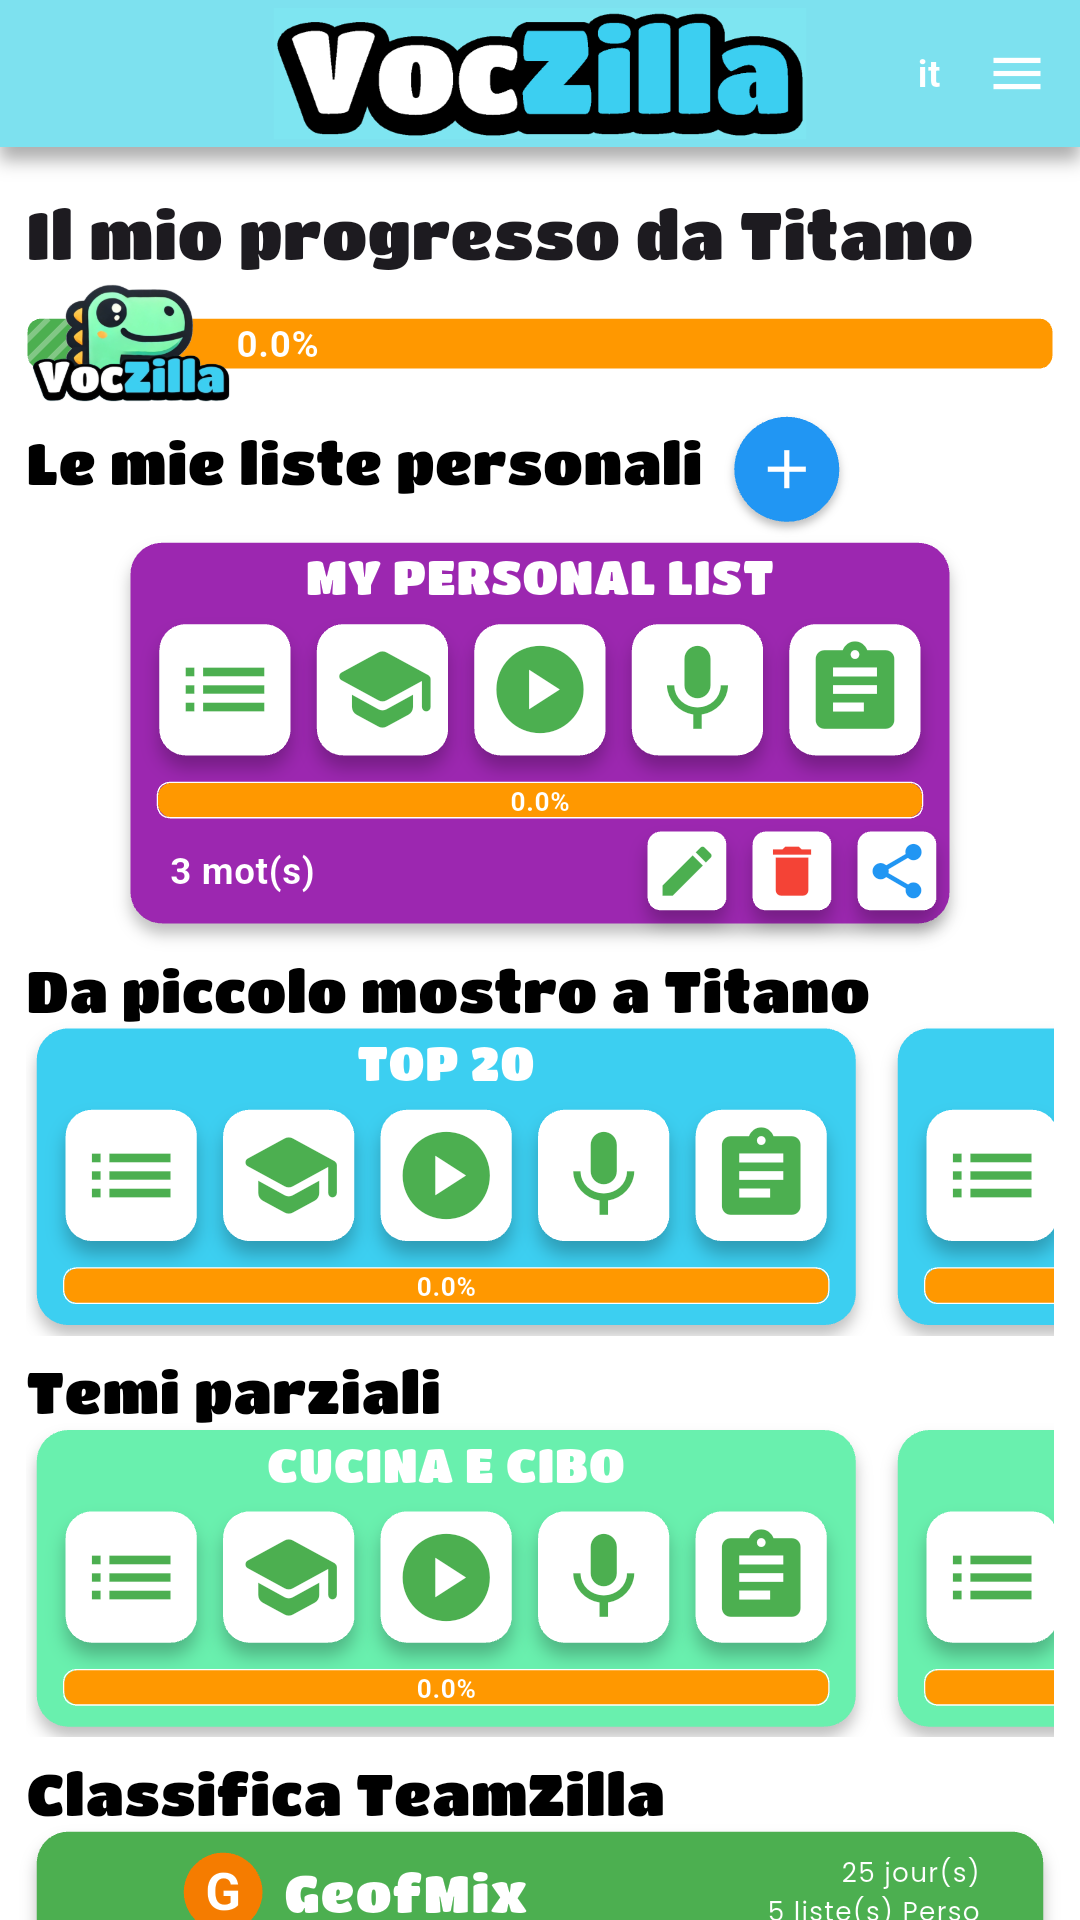 VocZilla
it
Il mio progresso da Titano
VocZilla
0.0%
Le mie liste personali
MY PERSONAL LIST
0.0%
3 mot(s)
Da piccolo mostro a Titano
TOP 20
0.0%
Temi parziali
CUCINA E CIBO
0.0%
Classifica TeamZilla
G GeofMix
25 jour(s)
5 liste(s) Perso